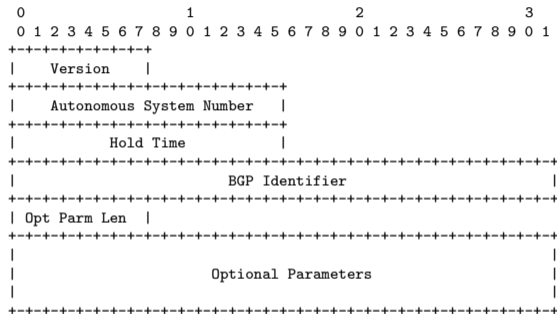 0                   1                   2                   3
 0 1 2 3 4 5 6 7 8 9 0 1 2 3 4 5 6 7 8 9 0 1 2 3 4 5 6 7 8 9 0 1
+-+-+-+-+-+-+-+-+
|    Version    |
+-+-+-+-+-+-+-+-+-+-+-+-+-+-+-+-+
|    Autonomous System Number   |
+-+-+-+-+-+-+-+-+-+-+-+-+-+-+-+-+
|           Hold Time           |
+-+-+-+-+-+-+-+-+-+-+-+-+-+-+-+-+-+-+-+-+-+-+-+-+-+-+-+-+-+-+-+-+
|                         BGP Identifier                        |
+-+-+-+-+-+-+-+-+-+-+-+-+-+-+-+-+-+-+-+-+-+-+-+-+-+-+-+-+-+-+-+-+
| Opt Parm Len  |
+-+-+-+-+-+-+-+-+-+-+-+-+-+-+-+-+-+-+-+-+-+-+-+-+-+-+-+-+-+-+-+-+
|                                                               |
|                       Optional Parameters                     |
|                                                               |
+-+-+-+-+-+-+-+-+-+-+-+-+-+-+-+-+-+-+-+-+-+-+-+-+-+-+-+-+-+-+-+-+